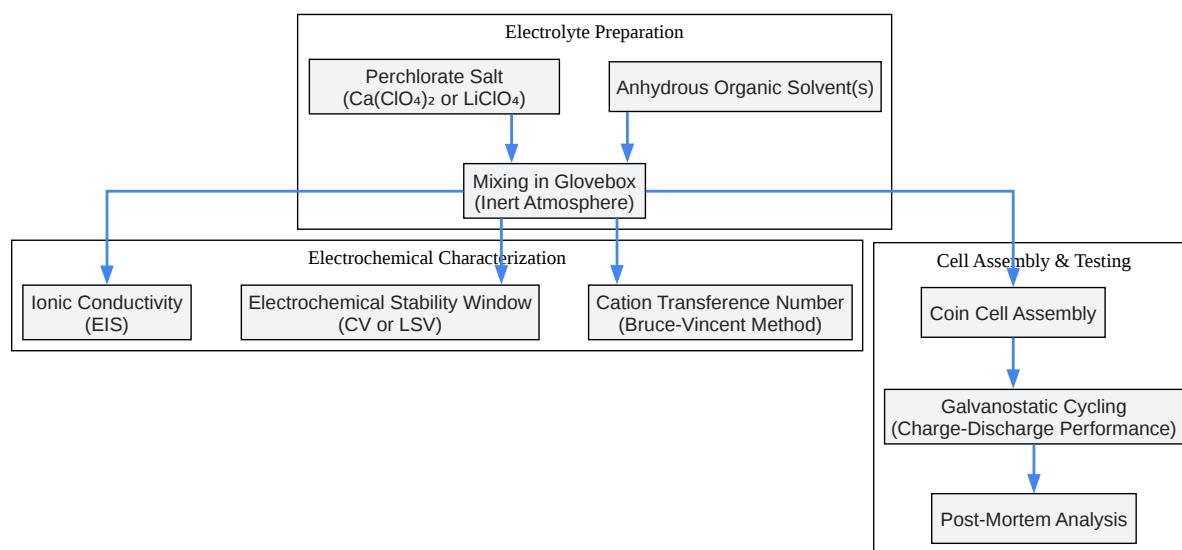 Electrolyte Preparation
Perchlorate Salt
(Ca(ClO₄)₂ or LiClO₄)
Anhydrous Organic Solvent(s)
Mixing in Glovebox
(Inert Atmosphere)
Electrochemical Characterization
Ionic Conductivity
(EIS)
Electrochemical Stability Window
(CV or LSV)
Cation Transference Number
(Bruce-Vincent Method)
Cell Assembly & Testing
Coin Cell Assembly
Galvanostatic Cycling
(Charge-Discharge Performance)
Post-Mortem Analysis